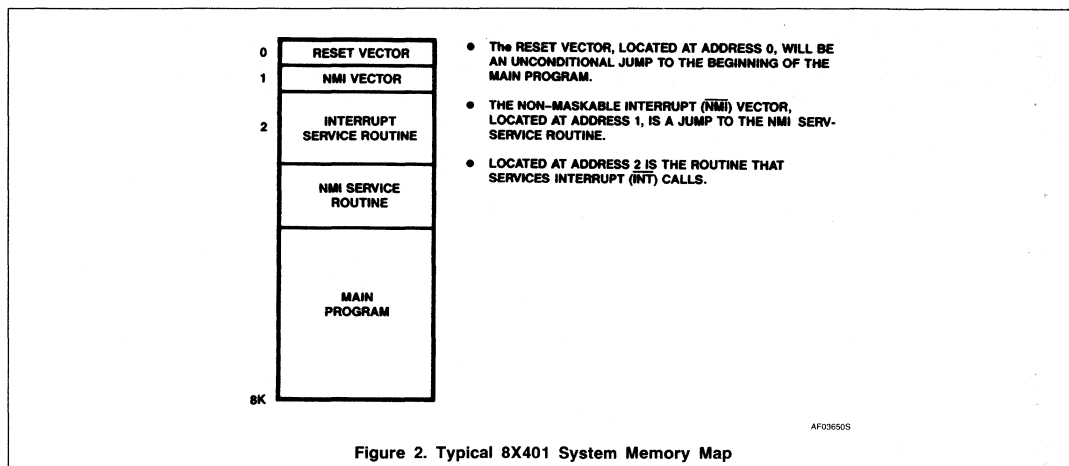 0 RESET VECTOR
1 NMI VECTOR
2 INTERRUPT
SERVICE ROUTINE
NMI SERVICE
ROUTINE
MAIN
PROGRAM
8K
● The RESET VECTOR, LOCATED AT ADDRESS 0, WILL BE
AN UNCONDITIONAL JUMP TO THE BEGINNING OF THE
MAIN PROGRAM.
● THE NON-MASKABLE INTERRUPT (N̅M̅I̅) VECTOR,
LOCATED AT ADDRESS 1, IS A JUMP TO THE NMI SERV-
SERVICE ROUTINE.
● LOCATED AT ADDRESS 2 IS THE ROUTINE THAT
SERVICES INTERRUPT (I̅N̅T̅) CALLS.
AF03650S
Figure 2. Typical 8X401 System Memory Map